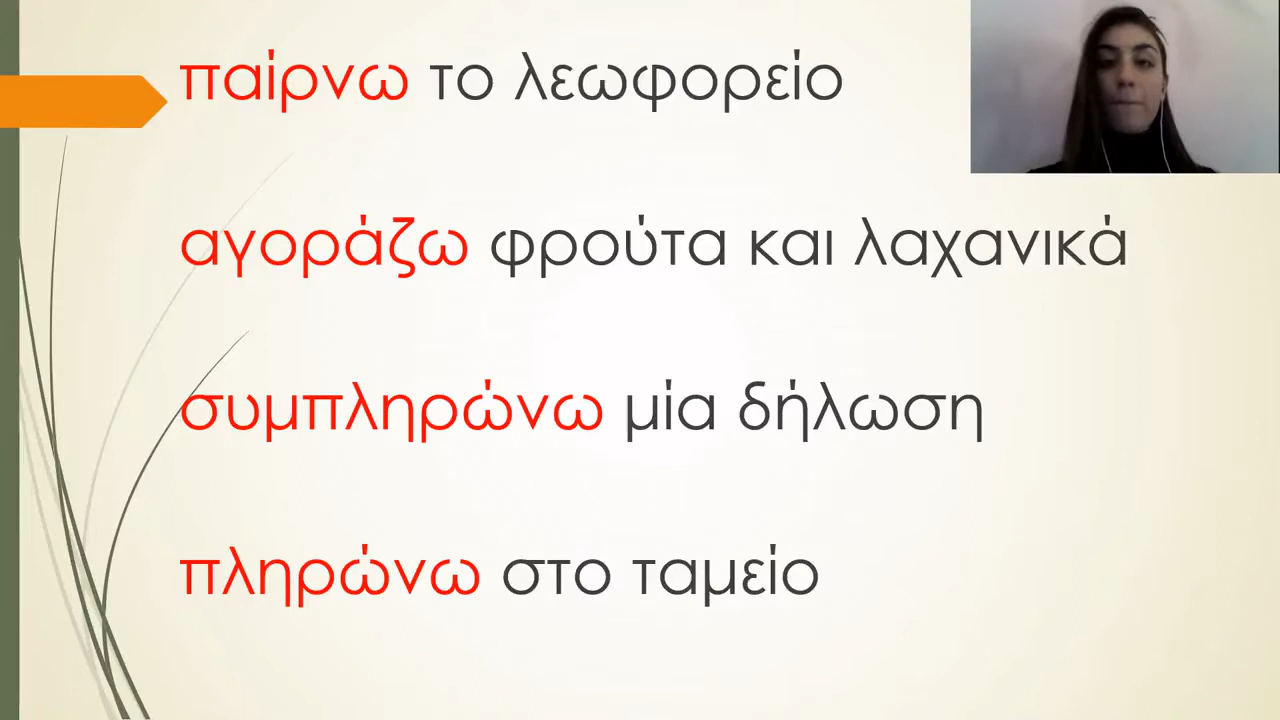 παίρνω το λεωφορείο
αγοράζω φρούτα και λαχανικά
συμπληρώνω μία δήλωση
πληρώνω στο ταμείο